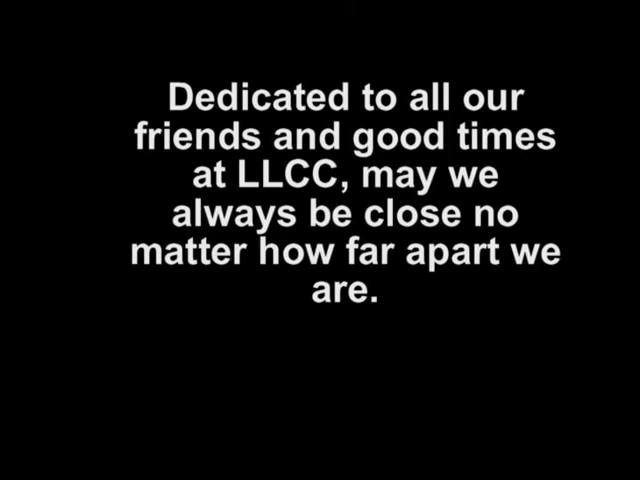 Dedicated to all our
friends and good times
at LLCC, may we
always be close no
matter how far apart we
are.